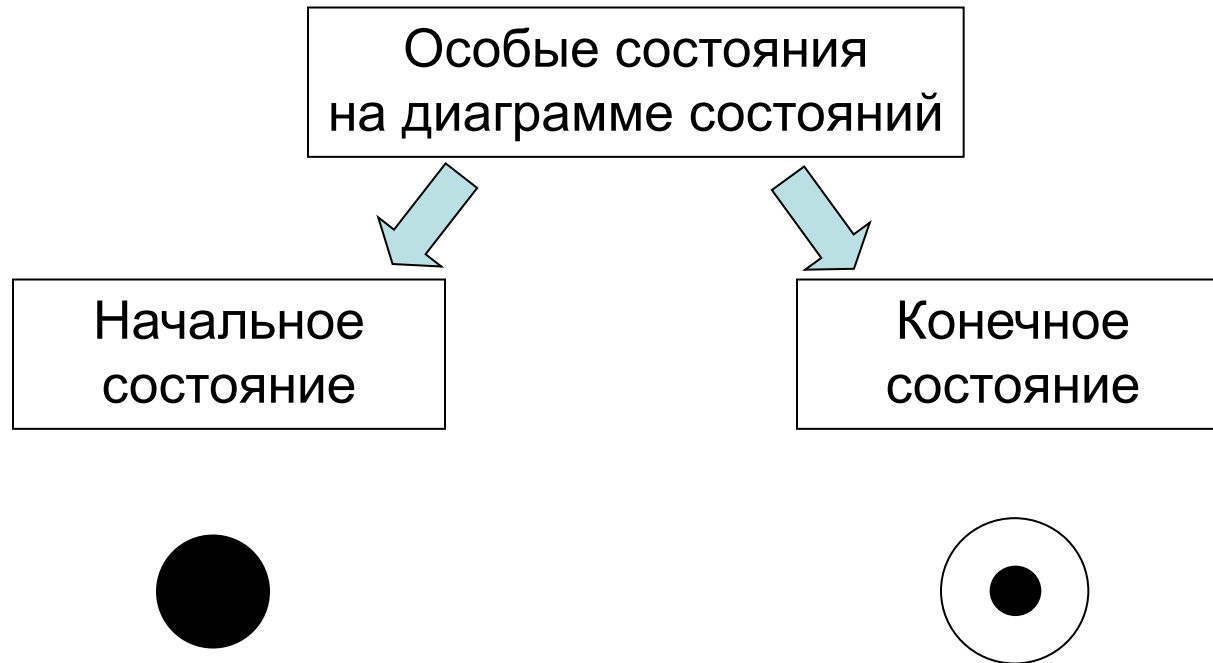 Особые состояния
на диаграмме состояний
Начальное
состояние
Конечное
состояние